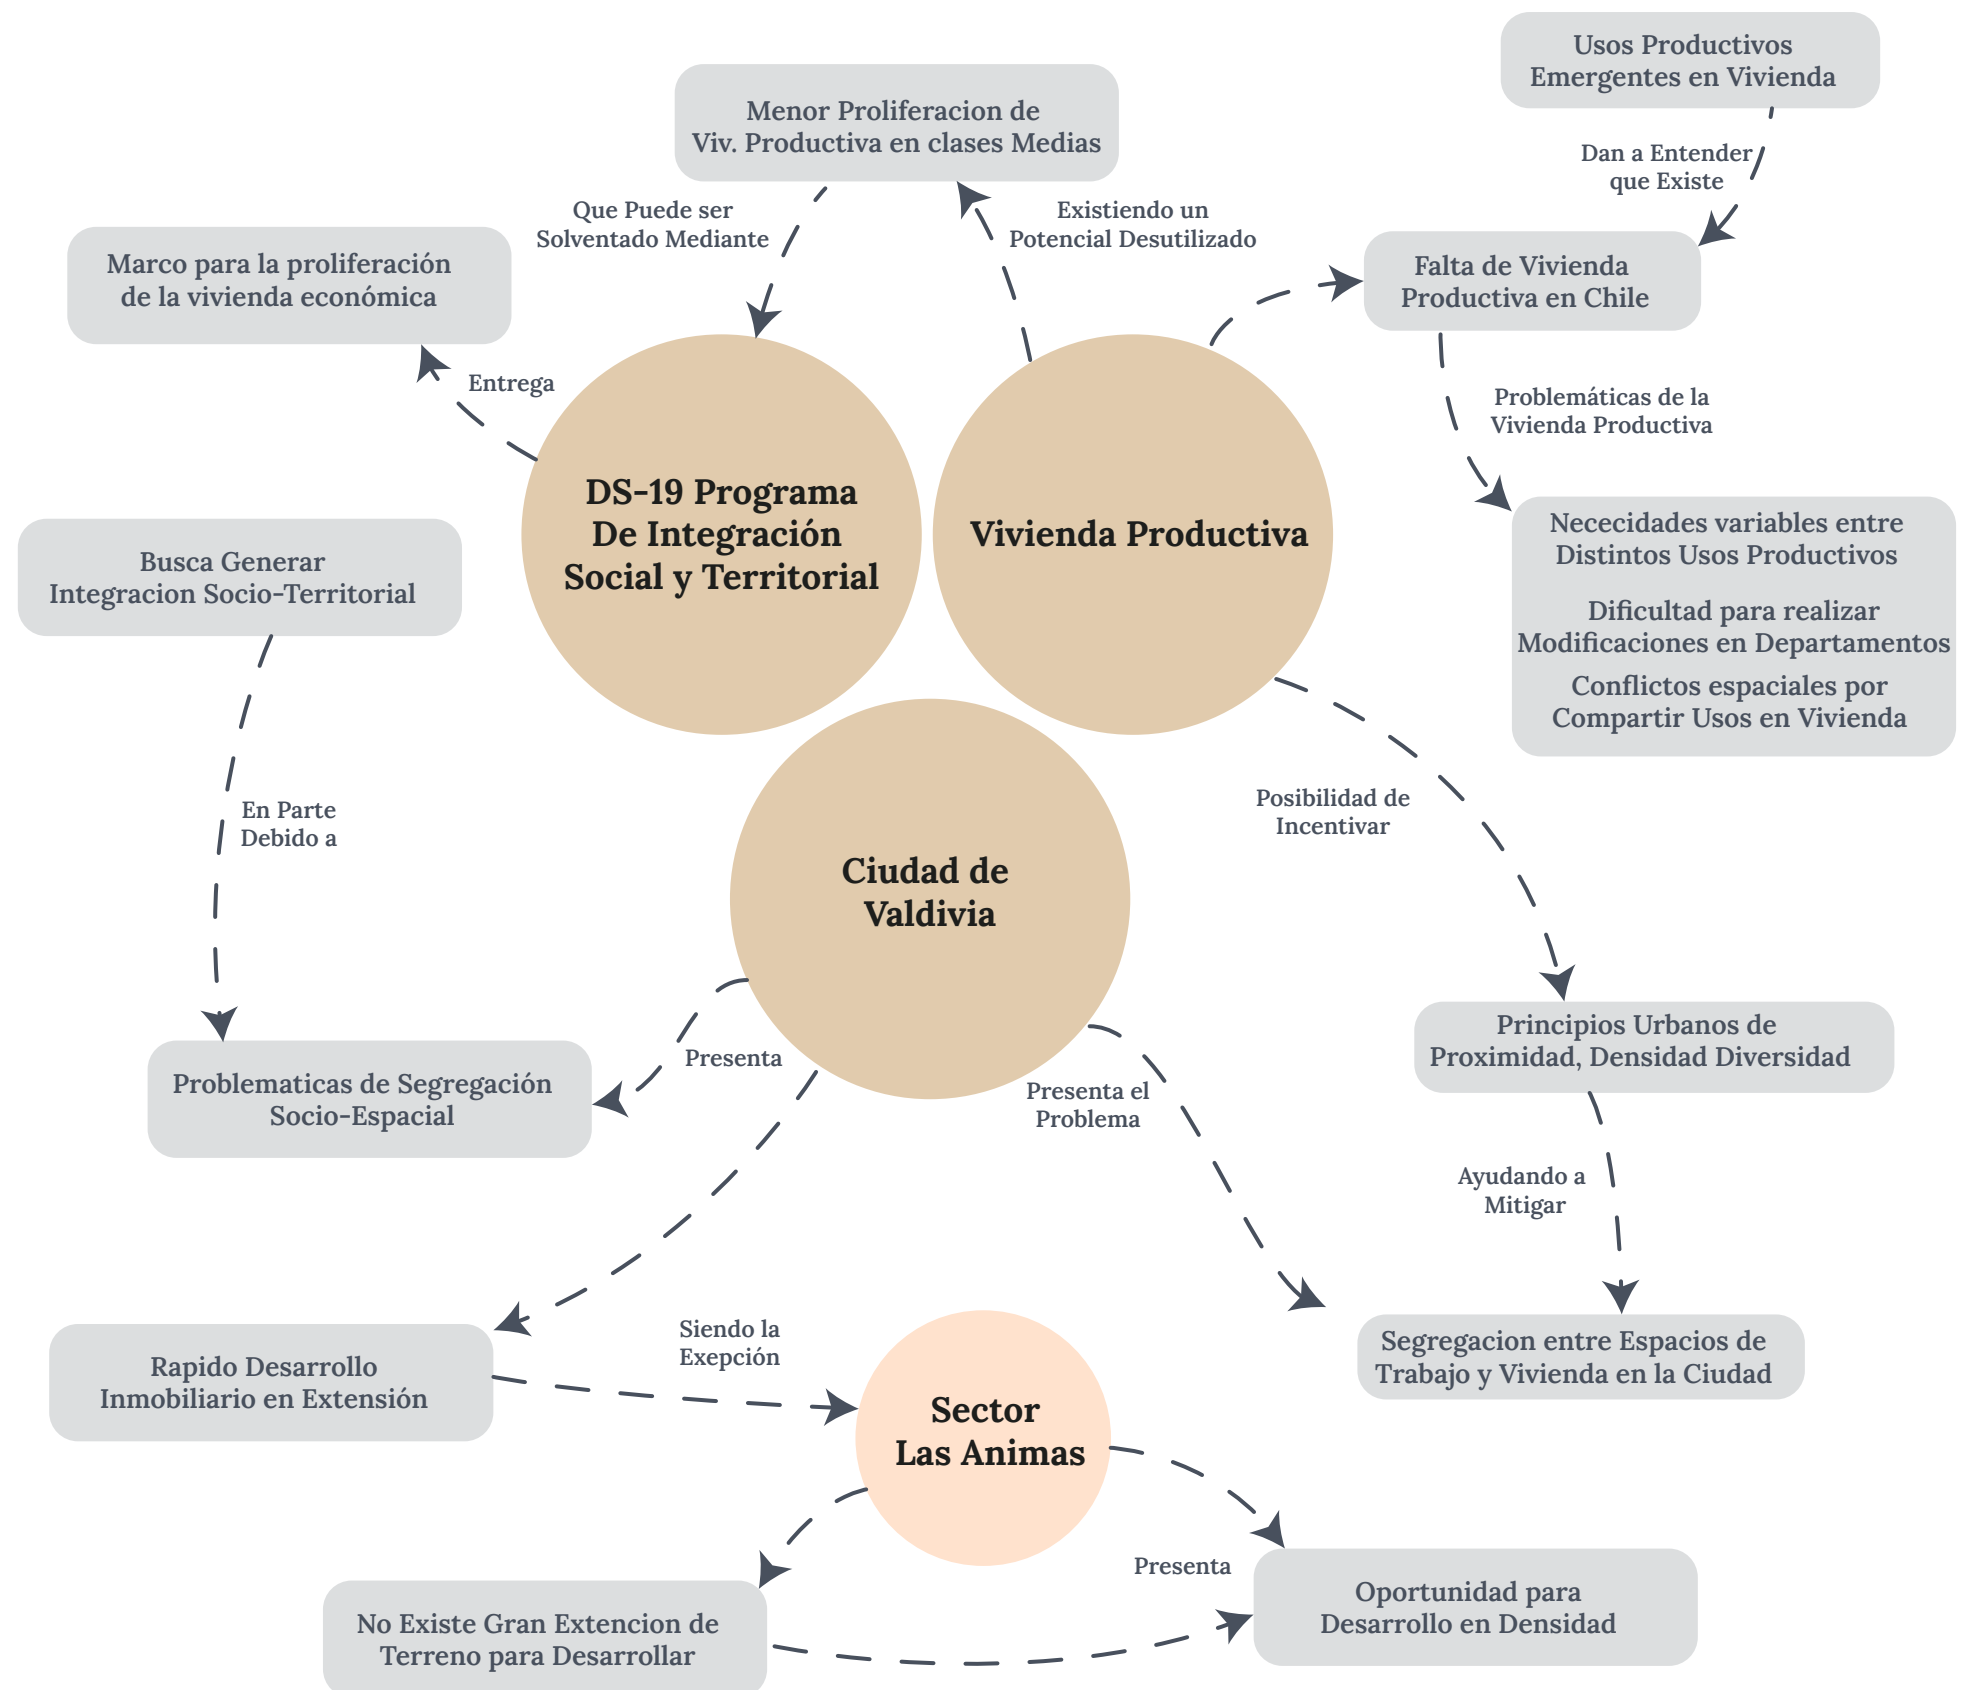 Usos Productivos
Emergentes en Vivienda
Menor Proliferacion de
Viv. Productiva en clases Medias
Dan a Entender
que Existe
Que Puede ser
Solventado Mediante
Existiendo un
Potencial Desutilizado
Marco para la proliferación
de la vivienda económica
Falta de Vivienda
Productiva en Chile
Entrega
Problemáticas de la
Vivienda Productiva
DS-19 Programa
De Integración
Social y Territorial
Vivienda Productiva
Nececidades variables entre
Distintos Usos Productivos
Dificultad para realizar
Modificaciones en Departamentos
Conflictos espaciales por
Compartir Usos en Vivienda
Busca Generar
Integracion Socio-Territorial
En Parte
Debido a
Posibilidad de
Incentivar
Ciudad de
Valdivia
Principios Urbanos de
Proximidad, Densidad Diversidad
Presenta
Problematicas de Segregación
Socio-Espacial
Presenta el
Problema
Ayudando a
Mitigar
Siendo la
Exepción
Rapido Desarrollo
Inmobiliario en Extensión
Segregacion entre Espacios de
Trabajo y Vivienda en la Ciudad
Sector
Las Animas
Presenta
No Existe Gran Extencion de
Terreno para Desarrollar
Oportunidad para
Desarrollo en Densidad